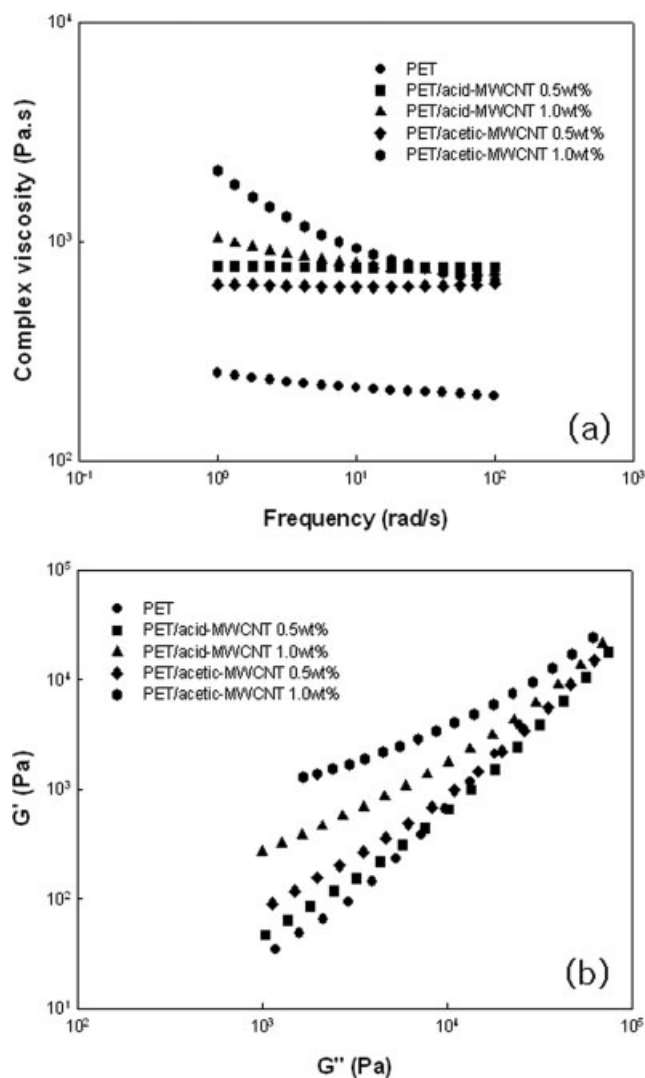 10⁴
PET
PET/acid-MWCNT 0.5wt%
PET/acid-MWCNT 1.0wt%
PET/acetic-MWCNT 0.5wt%
PET/acetic-MWCNT 1.0wt%
Complex viscosity (Pa.s)
10³
10²
(a)
10⁻¹ 10⁰ 10¹ 10² 10³
Frequency (rad/s)
10⁵
PET
PET/acid-MWCNT 0.5wt%
PET/acid-MWCNT 1.0wt%
PET/acetic-MWCNT 0.5wt%
PET/acetic-MWCNT 1.0wt%
10⁴
G' (Pa)
10³
10²
(b)
10¹
10² 10³ 10⁴ 10⁵
G'' (Pa)